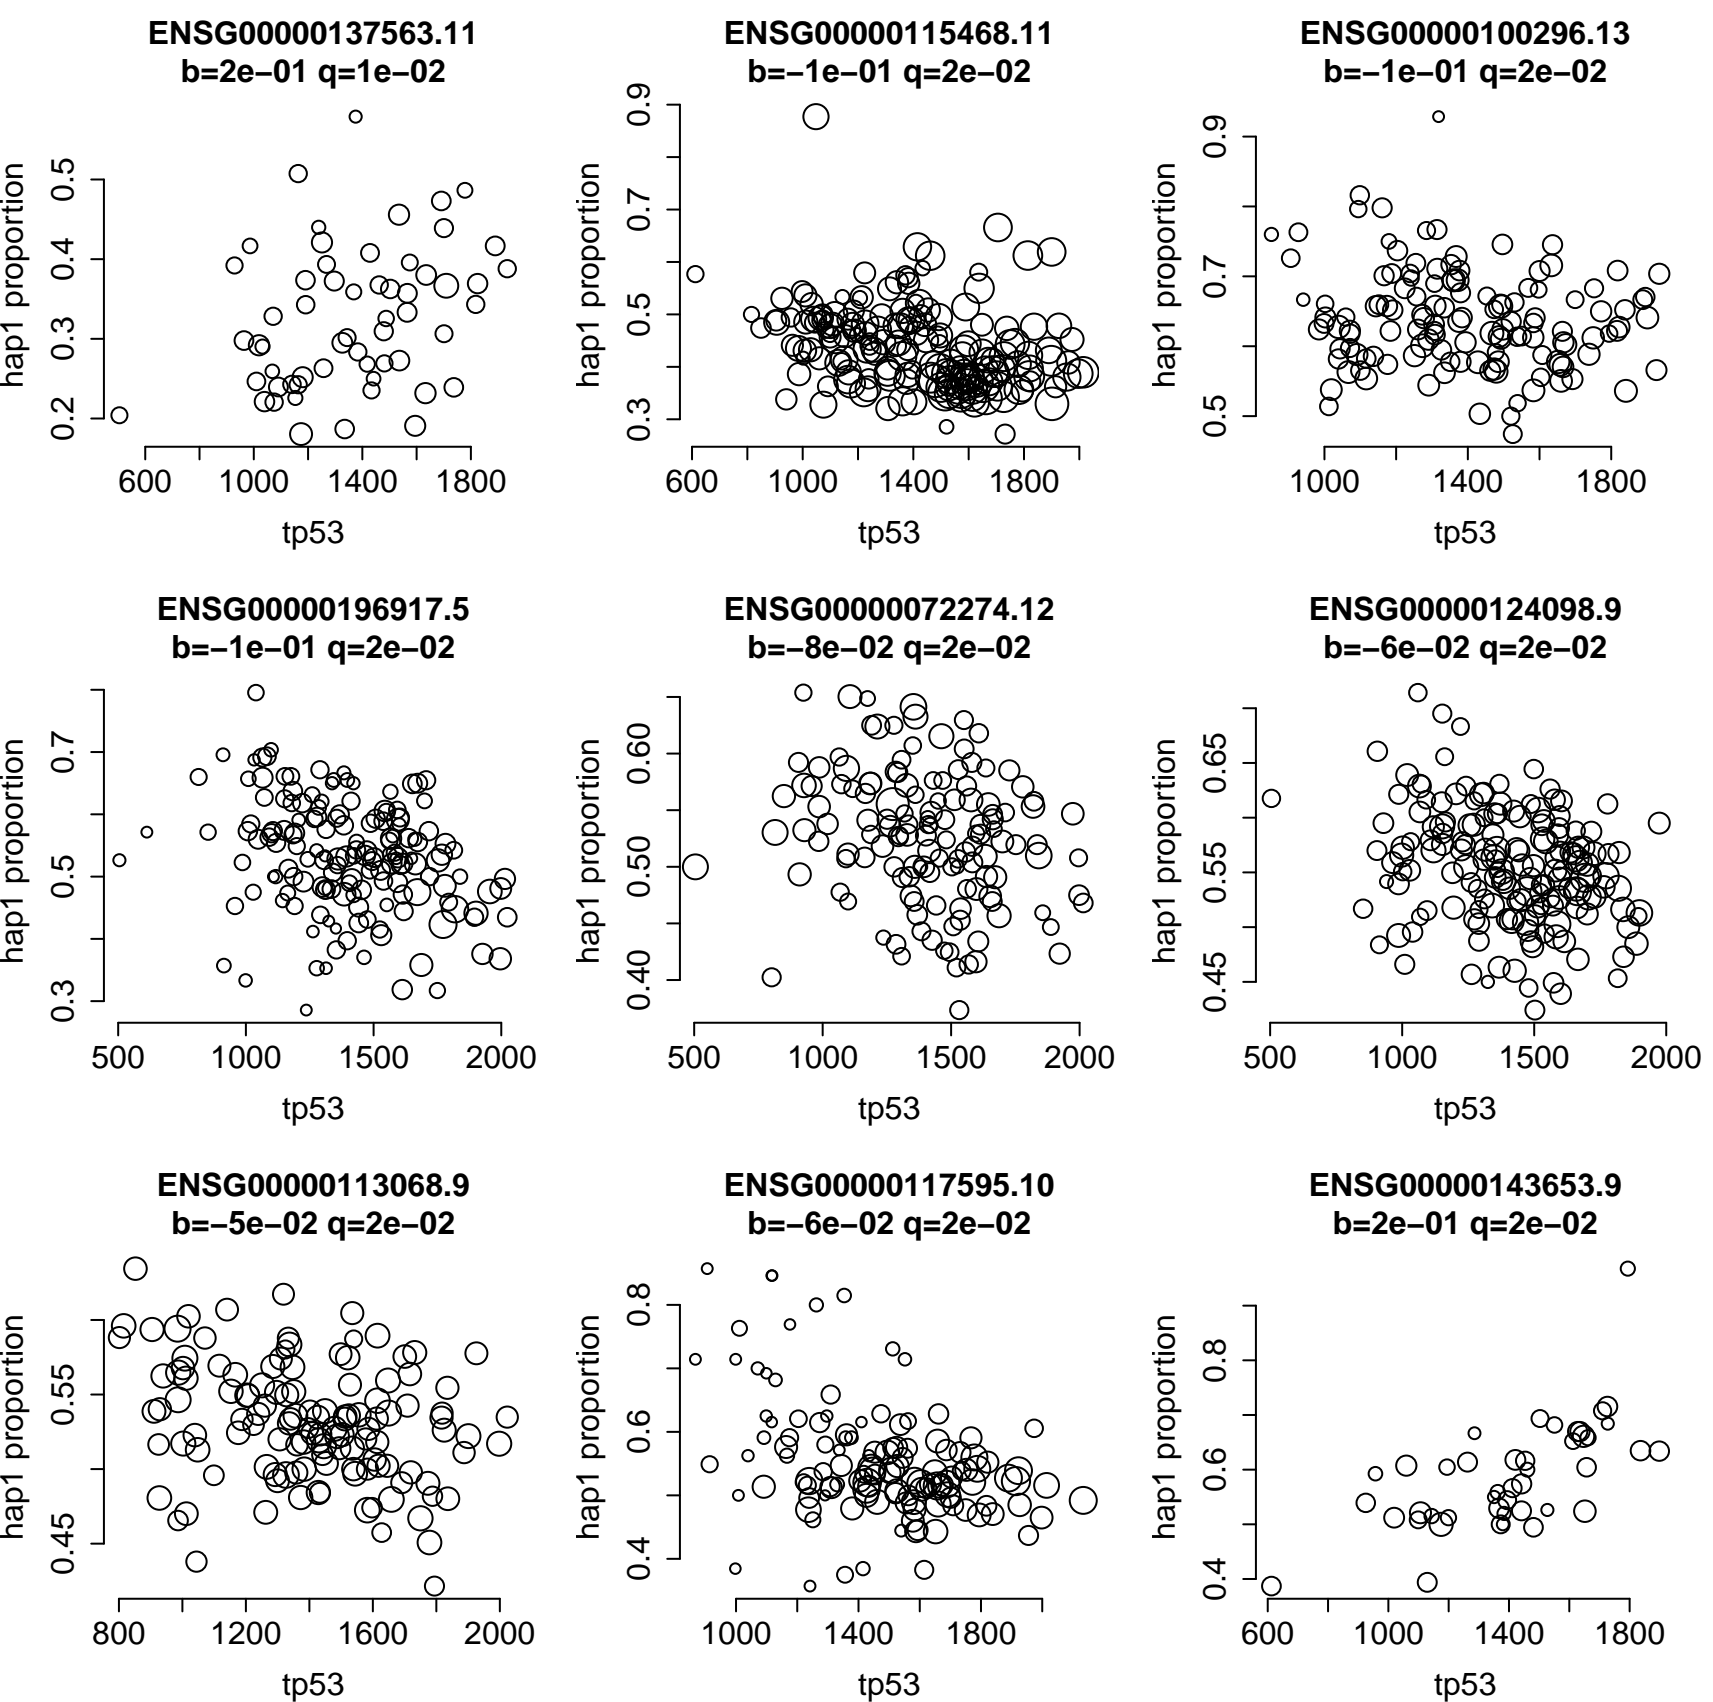 ENSG00000137563.11
b=2e−01 q=1e−02
hap1 proportion
0.2 0.3 0.4 0.5
600 1000 1400 1800
tp53
ENSG00000115468.11
b=−1e−01 q=2e−02
hap1 proportion
0.3 0.5 0.7 0.9
600 1000 1400 1800
tp53
ENSG00000100296.13
b=−1e−01 q=2e−02
hap1 proportion
0.5 0.7 0.9
1000 1400 1800
tp53
ENSG00000196917.5
b=−1e−01 q=2e−02
hap1 proportion
0.3 0.5 0.7
500 1000 1500 2000
tp53
ENSG00000072274.12
b=−8e−02 q=2e−02
hap1 proportion
0.40 0.50 0.60
500 1000 1500 2000
tp53
ENSG00000124098.9
b=−6e−02 q=2e−02
hap1 proportion
0.45 0.55 0.65
500 1000 1500 2000
tp53
ENSG00000113068.9
b=−5e−02 q=2e−02
hap1 proportion
0.45 0.55
800 1200 1600 2000
tp53
ENSG00000117595.10
b=−6e−02 q=2e−02
hap1 proportion
0.4 0.6 0.8
1000 1400 1800
tp53
ENSG00000143653.9
b=2e−01 q=2e−02
hap1 proportion
0.4 0.6 0.8
600 1000 1400 1800
tp53